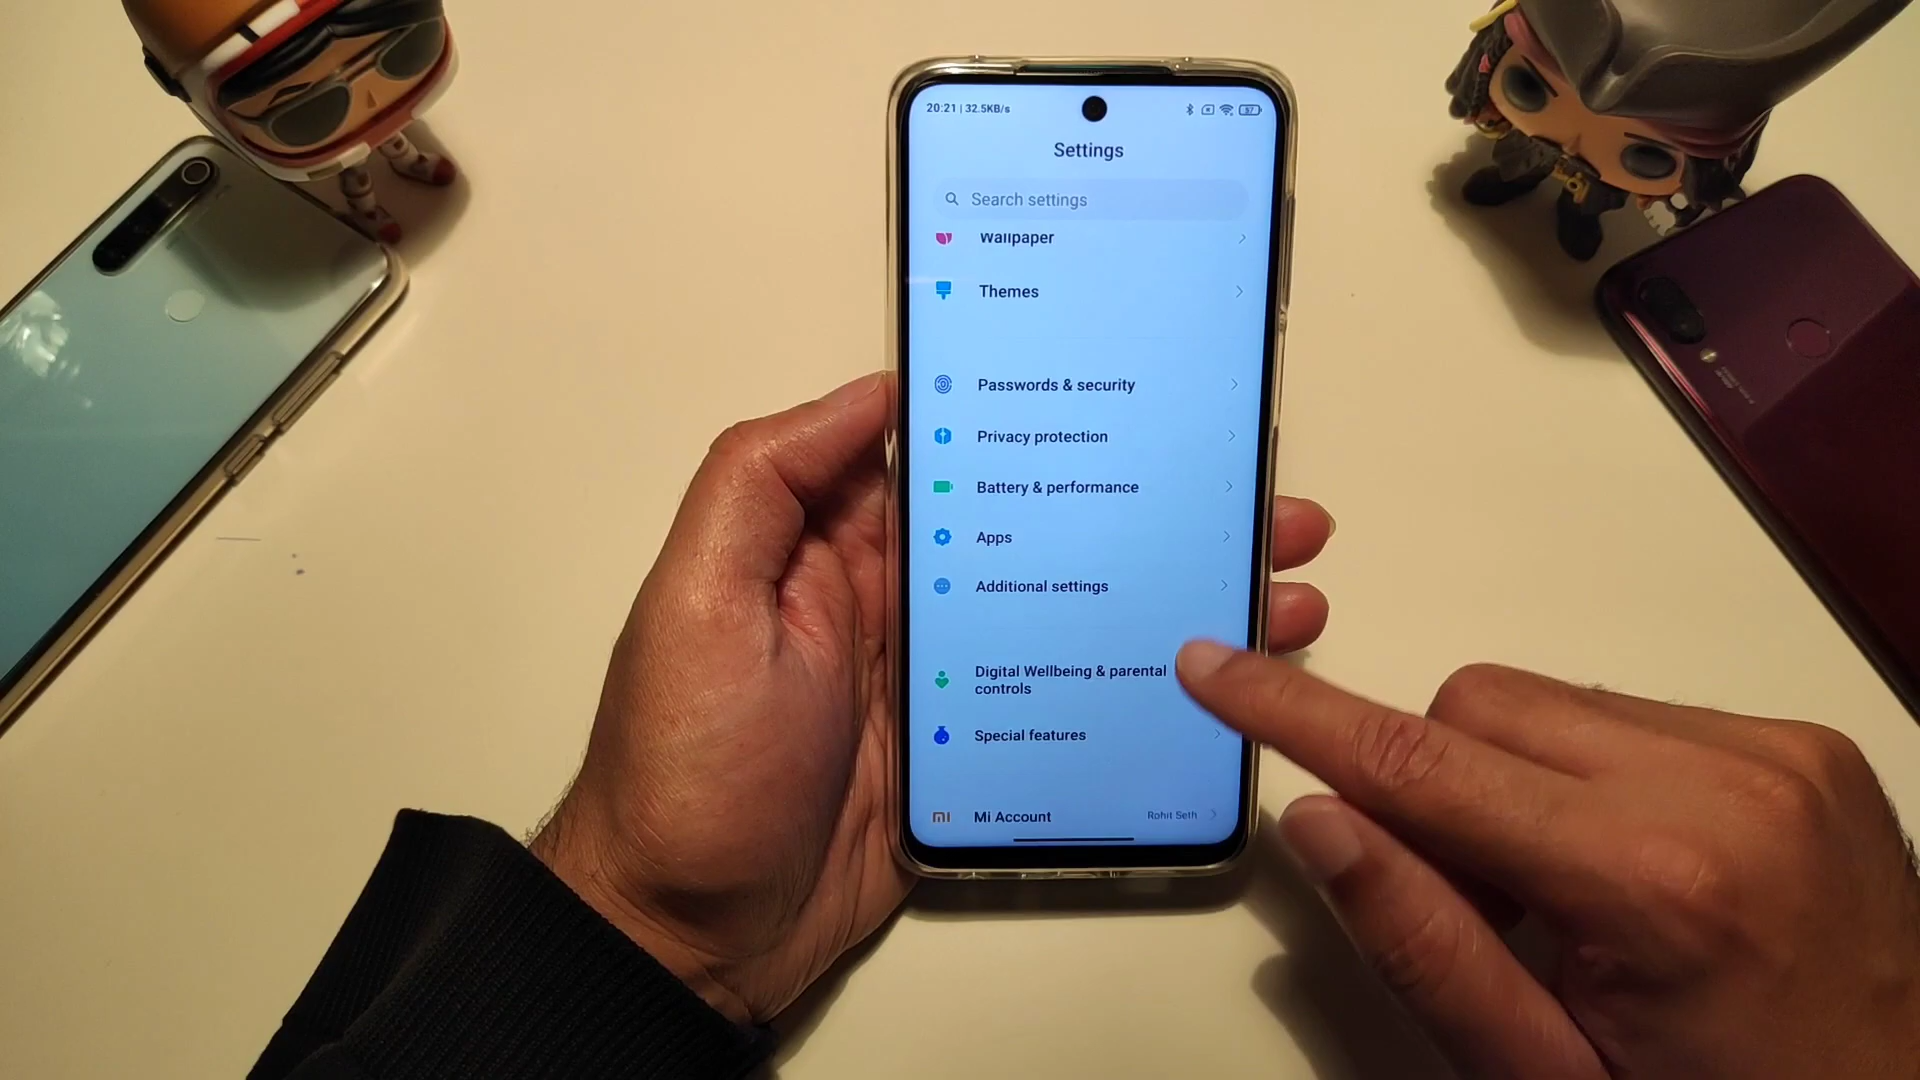 20:21 | 32.5KB/s
57
Settings
Search settings
Wallpaper
Themes
Passwords & security
Privacy protection
Battery & performance
Apps
Additional settings
Digital Wellbeing & parental
controls
Special features
Mi Account
Rohit Seth